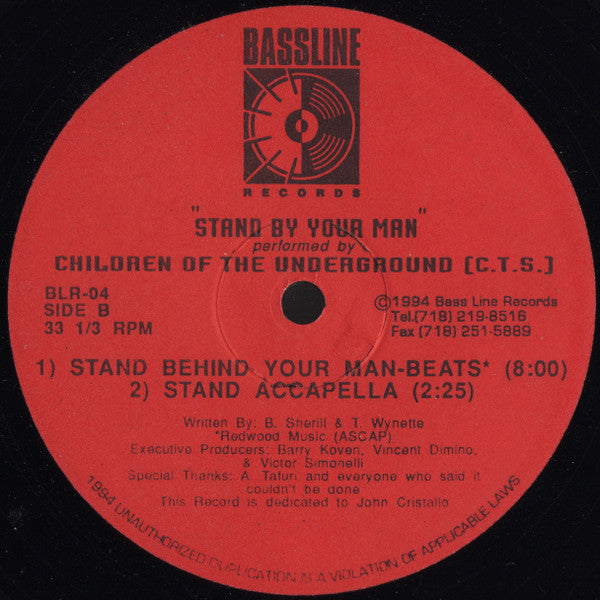 BASSLINE
RECORDS
"STAND BY YOUR MAN"
performed by
CHILDREN OF THE UNDERGROUND [C.T.S.]
BLR-04
SIDE B
33 1/3 RPM
©1994 Bass Line Records
Tel.(718) 219-8516
Fax (718) 251-5889
1) STAND BEHIND YOUR MAN-BEATS* (8:00)
2) STAND ACCAPELLA (2:25)
Written By: B. Sherill & T. Wynette
*Redwood Music (ASCAP)
Executive Producers: Barry Koven, Vincent Dimino,
& Victor Simonelli
Special Thanks: A. Tafuri and everyone who said it
couldn't be done
This Record is dedicated to John Cristallo
1994 UNAUTHORIZED DUPLICATION IS A VIOLATION OF APPLICABLE LAWS